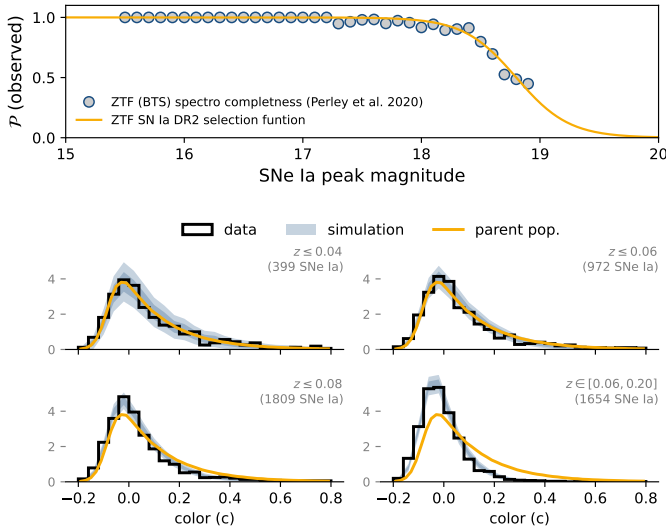 1.0
0.5
0.0
𝒫 (observed)
ZTF (BTS) spectro completness (Perley et al. 2020)
ZTF SN Ia DR2 selection funtion
15 16 17 18 19 20
SNe Ia peak magnitude
data simulation parent pop.
z ≤ 0.04
(399 SNe Ia)
z ≤ 0.06
(972 SNe Ia)
4
2
0
4
2
0
z ≤ 0.08
(1809 SNe Ia)
z ∈ [0.06, 0.20]
(1654 SNe Ia)
4
2
0
4
2
0
−0.2 0.0 0.2 0.4 0.6 0.8
−0.2 0.0 0.2 0.4 0.6 0.8
color (c)
color (c)